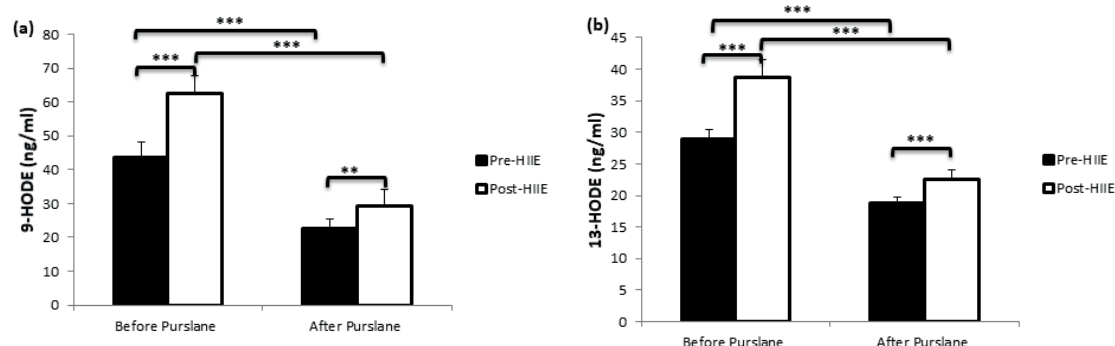 (a)
***
***
***
**
80
70
60
50
40
30
20
10
0
9-HODE (ng/ml)
Before Purslane
After Purslane
Pre-HIIE
Post-HIIE
(b)
***
***
***
***
45
40
35
30
25
20
15
10
5
0
13-HODE (ng/ml)
Before Purslane
After Purslane
Pre-HIIE
Post-HIIE